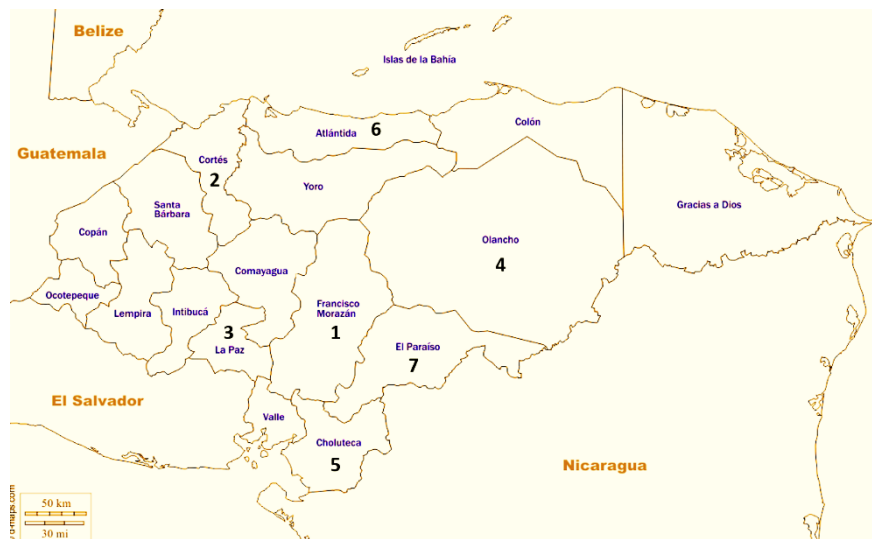 Belize
Islas de la Bahía
Atlántida 6
Colón
Guatemala
Cortés
2
Yoro
Santa
Bárbara
Gracias a Dios
Copán
Olancho
4
Comayagua
Ocotepeque
Lempira
Intibucá
Francisco
Morazán
1
3
La Paz
El Paraíso
7
El Salvador
Valle
Choluteca
5
Nicaragua
50 km
30 mi
d-maps.com